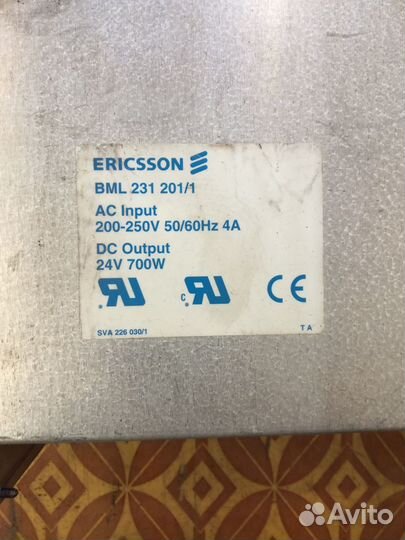 ERICSSON
BML 231 201/1
AC Input
200-250V 50/60Hz 4A
DC Output
24V 700W
c
CE
SVA 226 030/1
T A
Avito